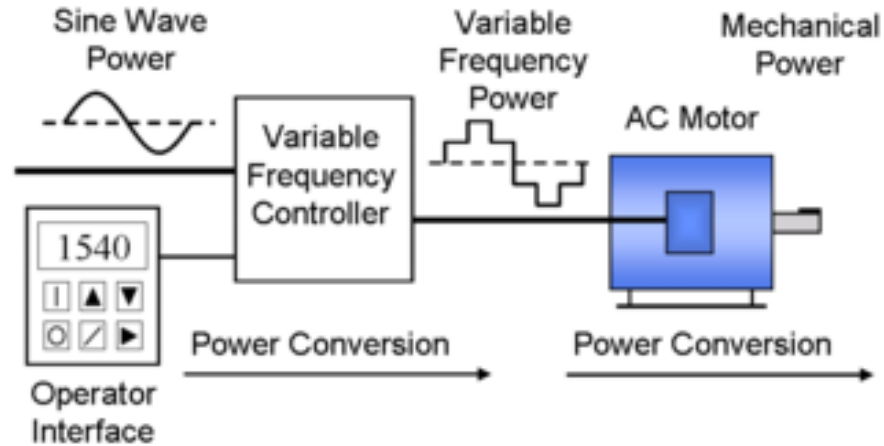 Sine Wave
Power
Variable
Frequency
Power
Mechanical
Power
AC Motor
Variable
Frequency
Controller
1540
Power Conversion
Power Conversion
Operator
Interface